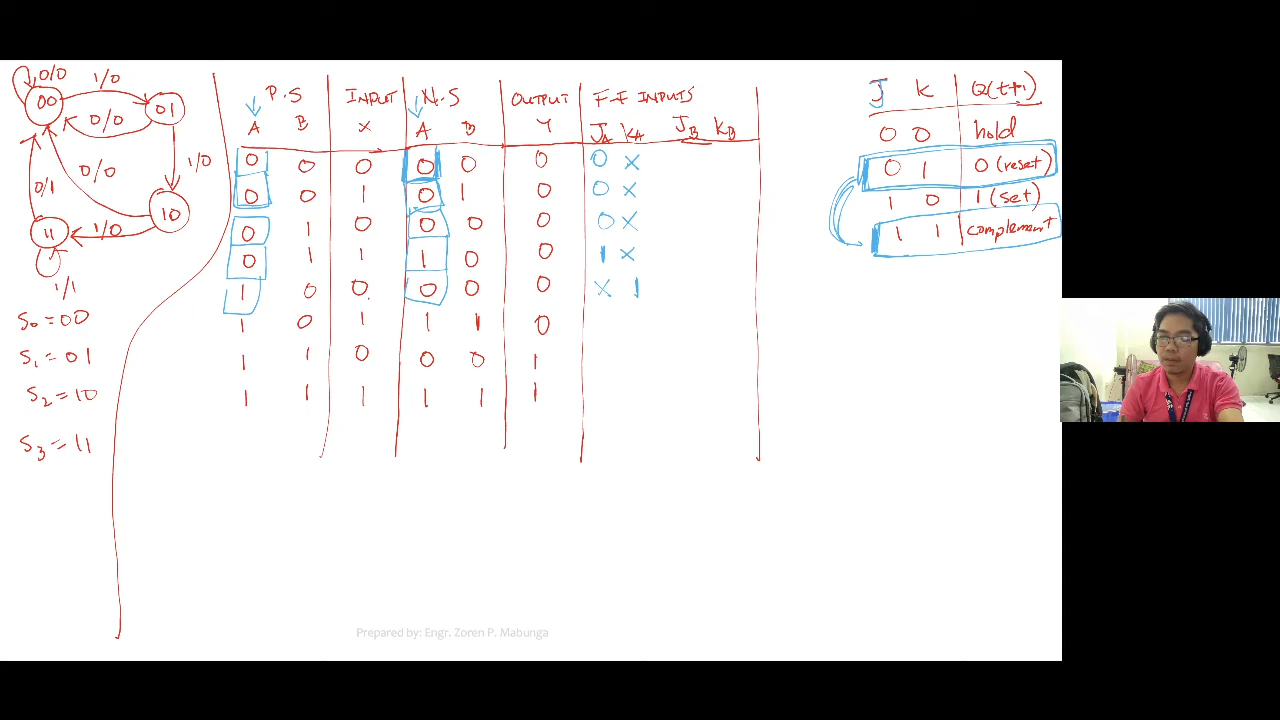 0/0
1/0
00
01
0/0
1/0
0/0
0/1
10
11
1/0
1/1
S0 = 00
S1 = 01
S2 = 10
S3 = 11
P.S INPUT N.S OUTPUT F-F INPUTS
A B X A B Y JA KA JB KB
0 0 0 0 0 0 0 X
0 0 1 0 1 0 0 X
0 1 0 0 0 0 0 X
0 1 1 1 0 0 1 X
1 0 0 0 0 0 X 1
1 0 1 1 1 0
1 1 0 0 0 1
1 1 1 1 1 1
J K Q(t+1)
0 0 hold
0 1 0 (reset)
1 0 1 (set)
1 1 complement
Prepared by: Engr. Zoren P. Mabunga